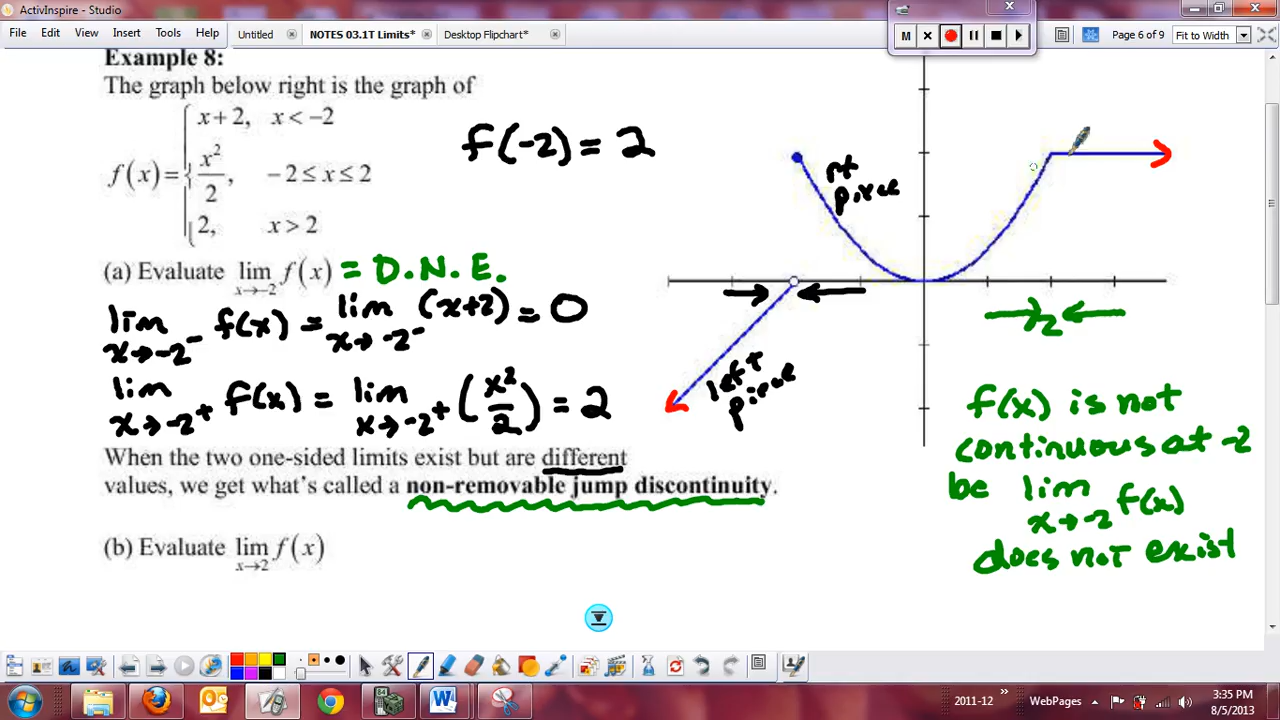 ActivInspire - Studio
File Edit View Insert Tools Help
Untitled
NOTES 03.1T Limits*
Desktop Flipchart*
M
Page 6 of 9
Fit to Width
Example 8:
The graph below right is the graph of
f(x) = { x + 2, x < -2
x²/2, -2 ≤ x ≤ 2
2, x > 2
f(-2) = 2
rt
piece
(a) Evaluate lim x→-2 f(x) = D.N.E.
lim x→-2⁻ f(x) = lim x→-2⁻ (x+2) = 0
lim x→-2⁺ f(x) = lim x→-2⁺ (x²/2) = 2
left
piece
2
When the two one-sided limits exist but are different
values, we get what's called a non-removable jump discontinuity.
f(x) is not
continuous at -2
bc lim x→-2 f(x)
does not exist
(b) Evaluate lim x→2 f(x)
2011-12
WebPages
3:35 PM
8/5/2013